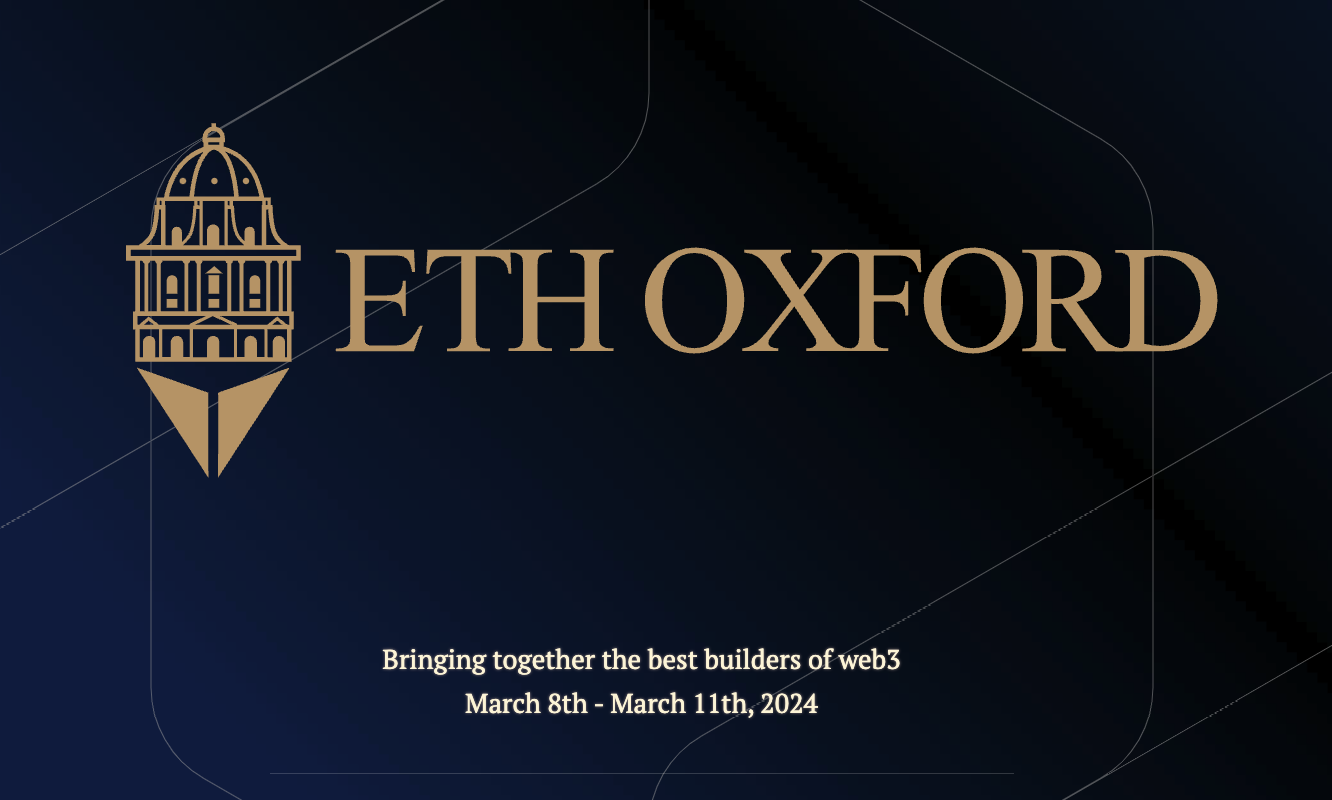 ETH OXFORD
Bringing together the best builders of web3
March 8th - March 11th, 2024